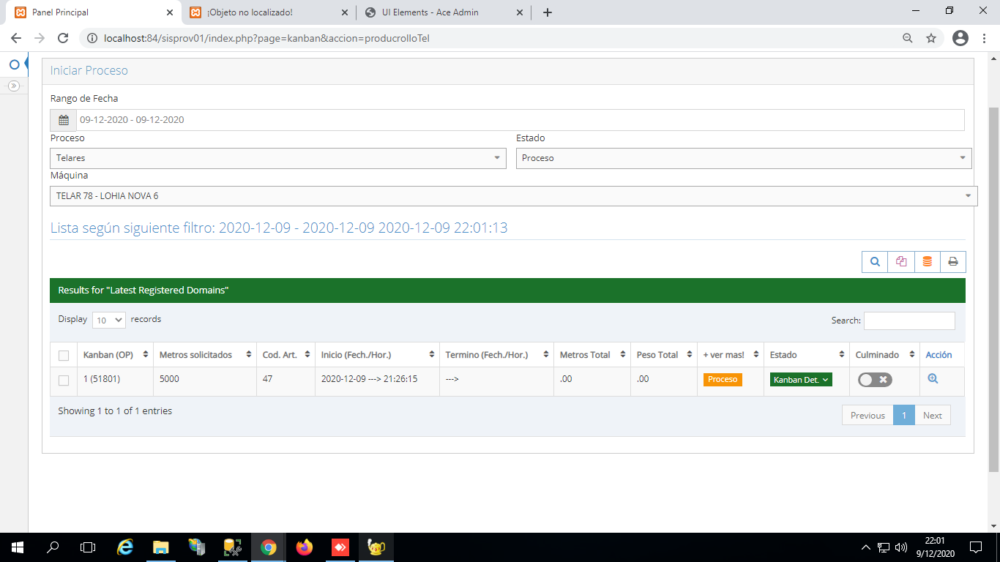 Panel Principal
¡Objeto no localizado!
UI Elements - Ace Admin
localhost:84/sisprov01/index.php?page=kanban&accion=producrolloTel
Iniciar Proceso
Rango de Fecha
09-12-2020 - 09-12-2020
Proceso Estado
Telares Proceso
Máquina
TELAR 78 - LOHIA NOVA 6
Lista según siguiente filtro: 2020-12-09 - 2020-12-09 2020-12-09 22:01:13
Results for "Latest Registered Domains"
Display 10 records Search:
Kanban (OP) Metros solicitados Cod. Art. Inicio (Fech./Hor.) Termino (Fech./Hor.) Metros Total Peso Total + ver mas! Estado Culminado Acción
1 (51801) 5000 47 2020-12-09 ---> 21:26:15 ---> .00 .00 Proceso Kanban Det.
Showing 1 to 1 of 1 entries Previous 1 Next
22:01
9/12/2020